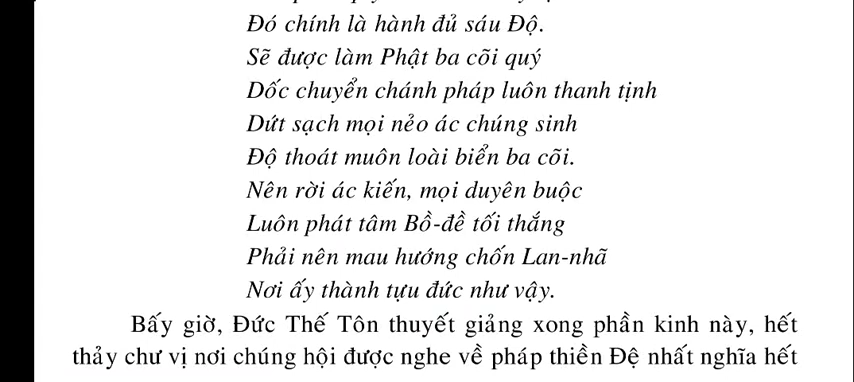 Đó chính là hành đủ sáu Độ.
Sẽ được làm Phật ba cõi quý
Dốc chuyển chánh pháp luôn thanh tịnh
Dứt sạch mọi nẻo ác chúng sinh
Độ thoát muôn loài biển ba cõi.
Nên rời ác kiến, mọi duyên buộc
Luôn phát tâm Bồ-đề tối thắng
Phải nên mau hướng chốn Lan-nhã
Nơi ấy thành tựu đức như vậy.
Bấy giờ, Đức Thế Tôn thuyết giảng xong phần kinh này, hết
thảy chư vị nơi chúng hội được nghe về pháp thiền Đệ nhất nghĩa hết